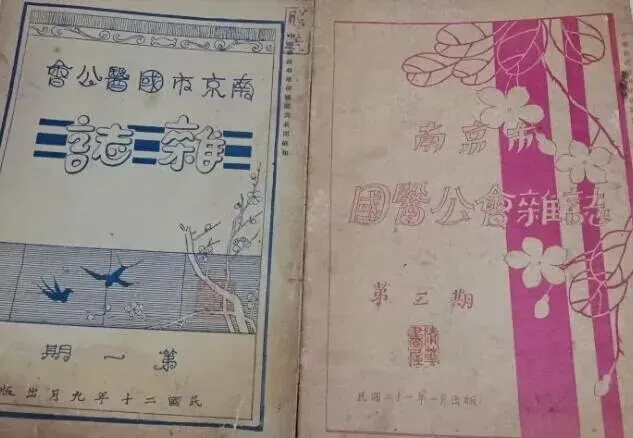 南京市國醫公會
雜誌
第一期
民國二十年九月出版
南京市
國醫公會雜誌
第三期
民國二十一年一月出版